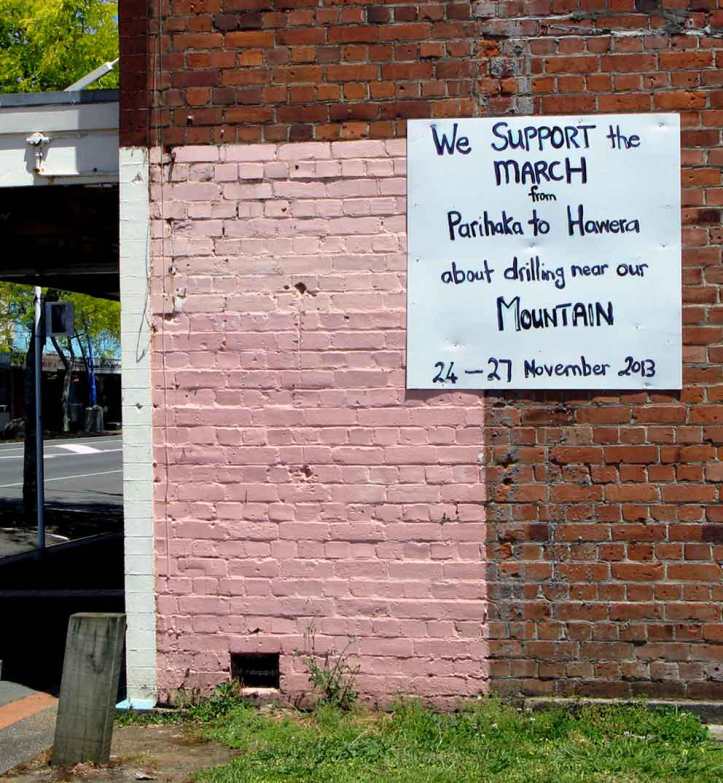 We SUPPORT the
MARCH
from
Parihaka to Hawera
about drilling near our
MOUNTAIN
24 - 27 November 2013